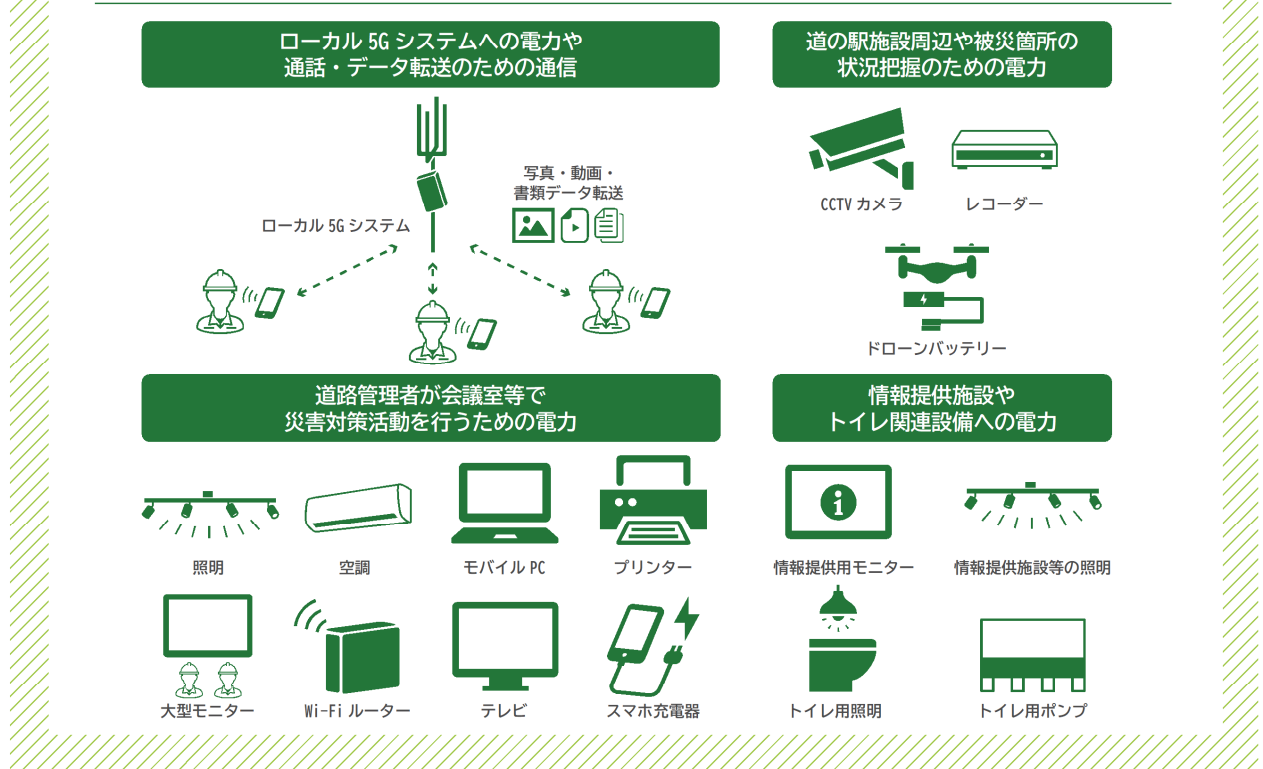 ローカル 5G システムへの電力や
通話・データ転送のための通信
写真・動画・
書類データ転送
ローカル 5G システム
道の駅施設周辺や被災箇所の
状況把握のための電力
CCTV カメラ
レコーダー
ドローンバッテリー
道路管理者が会議室等で
災害対策活動を行うための電力
照明
空調
モバイル PC
プリンター
大型モニター
Wi-Fi ルーター
テレビ
スマホ充電器
情報提供施設や
トイレ関連設備への電力
情報提供用モニター
情報提供施設等の照明
トイレ用照明
トイレ用ポンプ